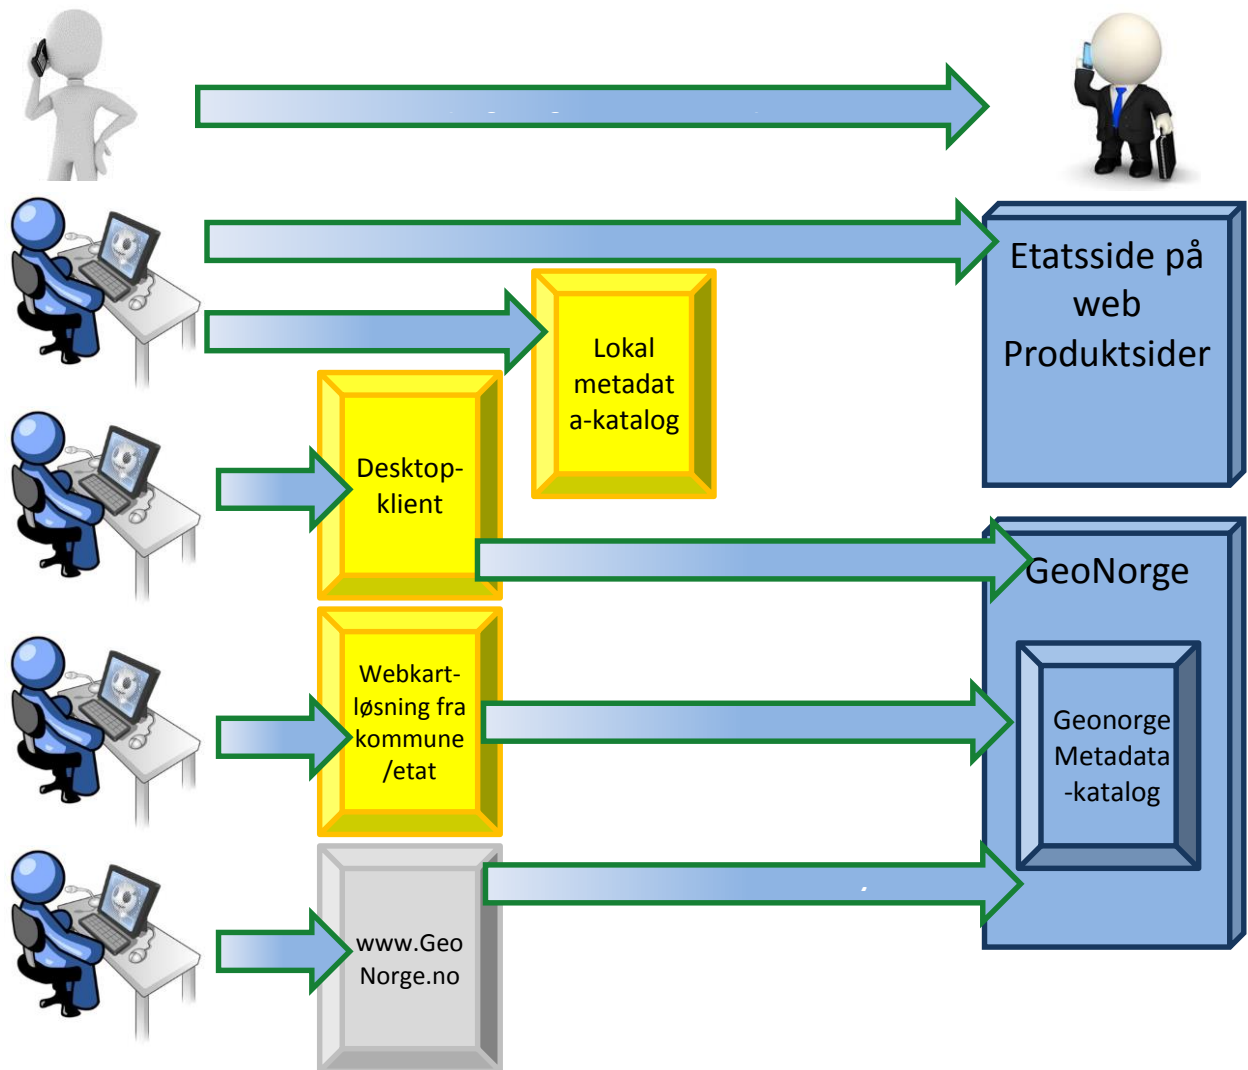 Etatsside på
web
Produktsider
Lokal
metadat
a-katalog
Desktop-
klient
GeoNorge
Webkart-
løsning fra
kommune
/etat
Geonorge
Metadata
-katalog
www.Geo
Norge.no